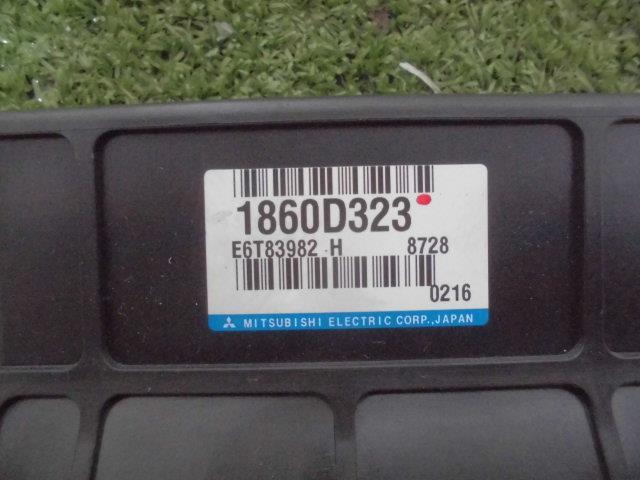 1860D323
E6T83982 H 8728
0216
MITSUBISHI ELECTRIC CORP.,JAPAN